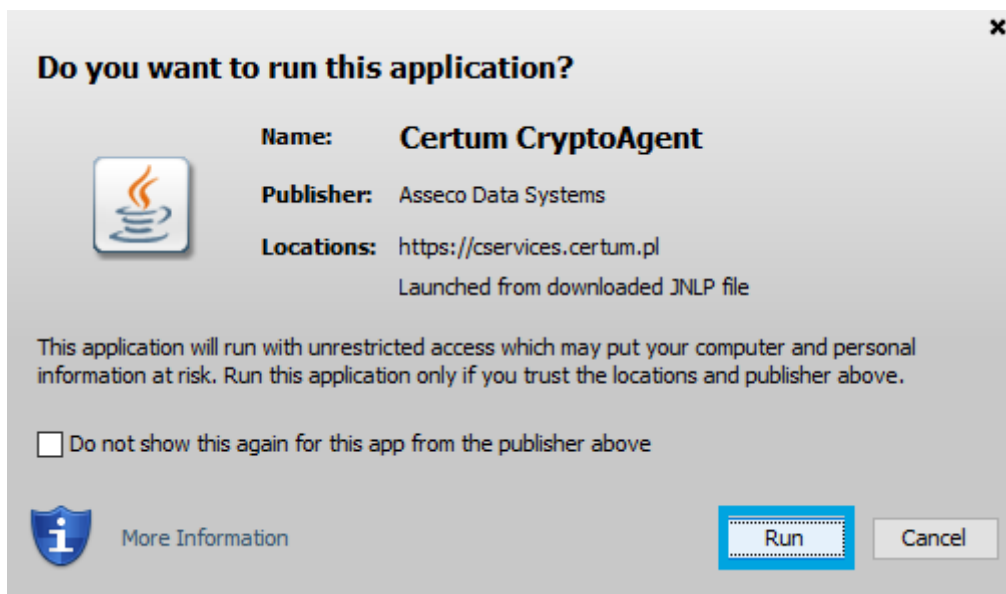 Do you want to run this application?
Name: Certum CryptoAgent
Publisher: Asseco Data Systems
Locations: https://cservices.certum.pl
Launched from downloaded JNLP file
This application will run with unrestricted access which may put your computer and personal
information at risk. Run this application only if you trust the locations and publisher above.
Do not show this again for this app from the publisher above
More Information
Run
Cancel